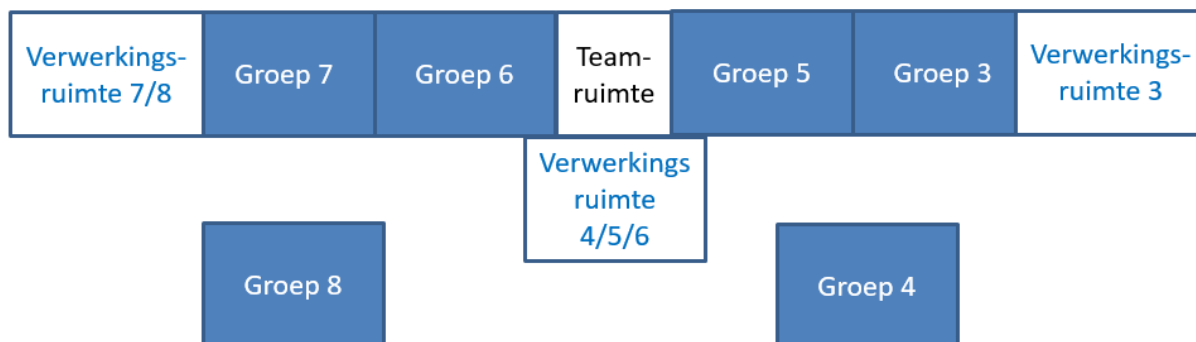 Verwerkings-
ruimte 7/8
Groep 7
Groep 6
Team-
ruimte
Groep 5
Groep 3
Verwerkings-
ruimte 3
Verwerkings
ruimte
4/5/6
Groep 8
Groep 4